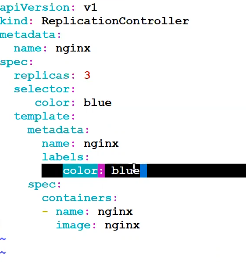 apiVersion: v1
kind: ReplicationController
metadata:
  name: nginx
spec:
  replicas: 3
  selector:
    color: blue
  template:
    metadata:
      name: nginx
      labels:
        color: blue
    spec:
      containers:
      - name: nginx
        image: nginx
~
~